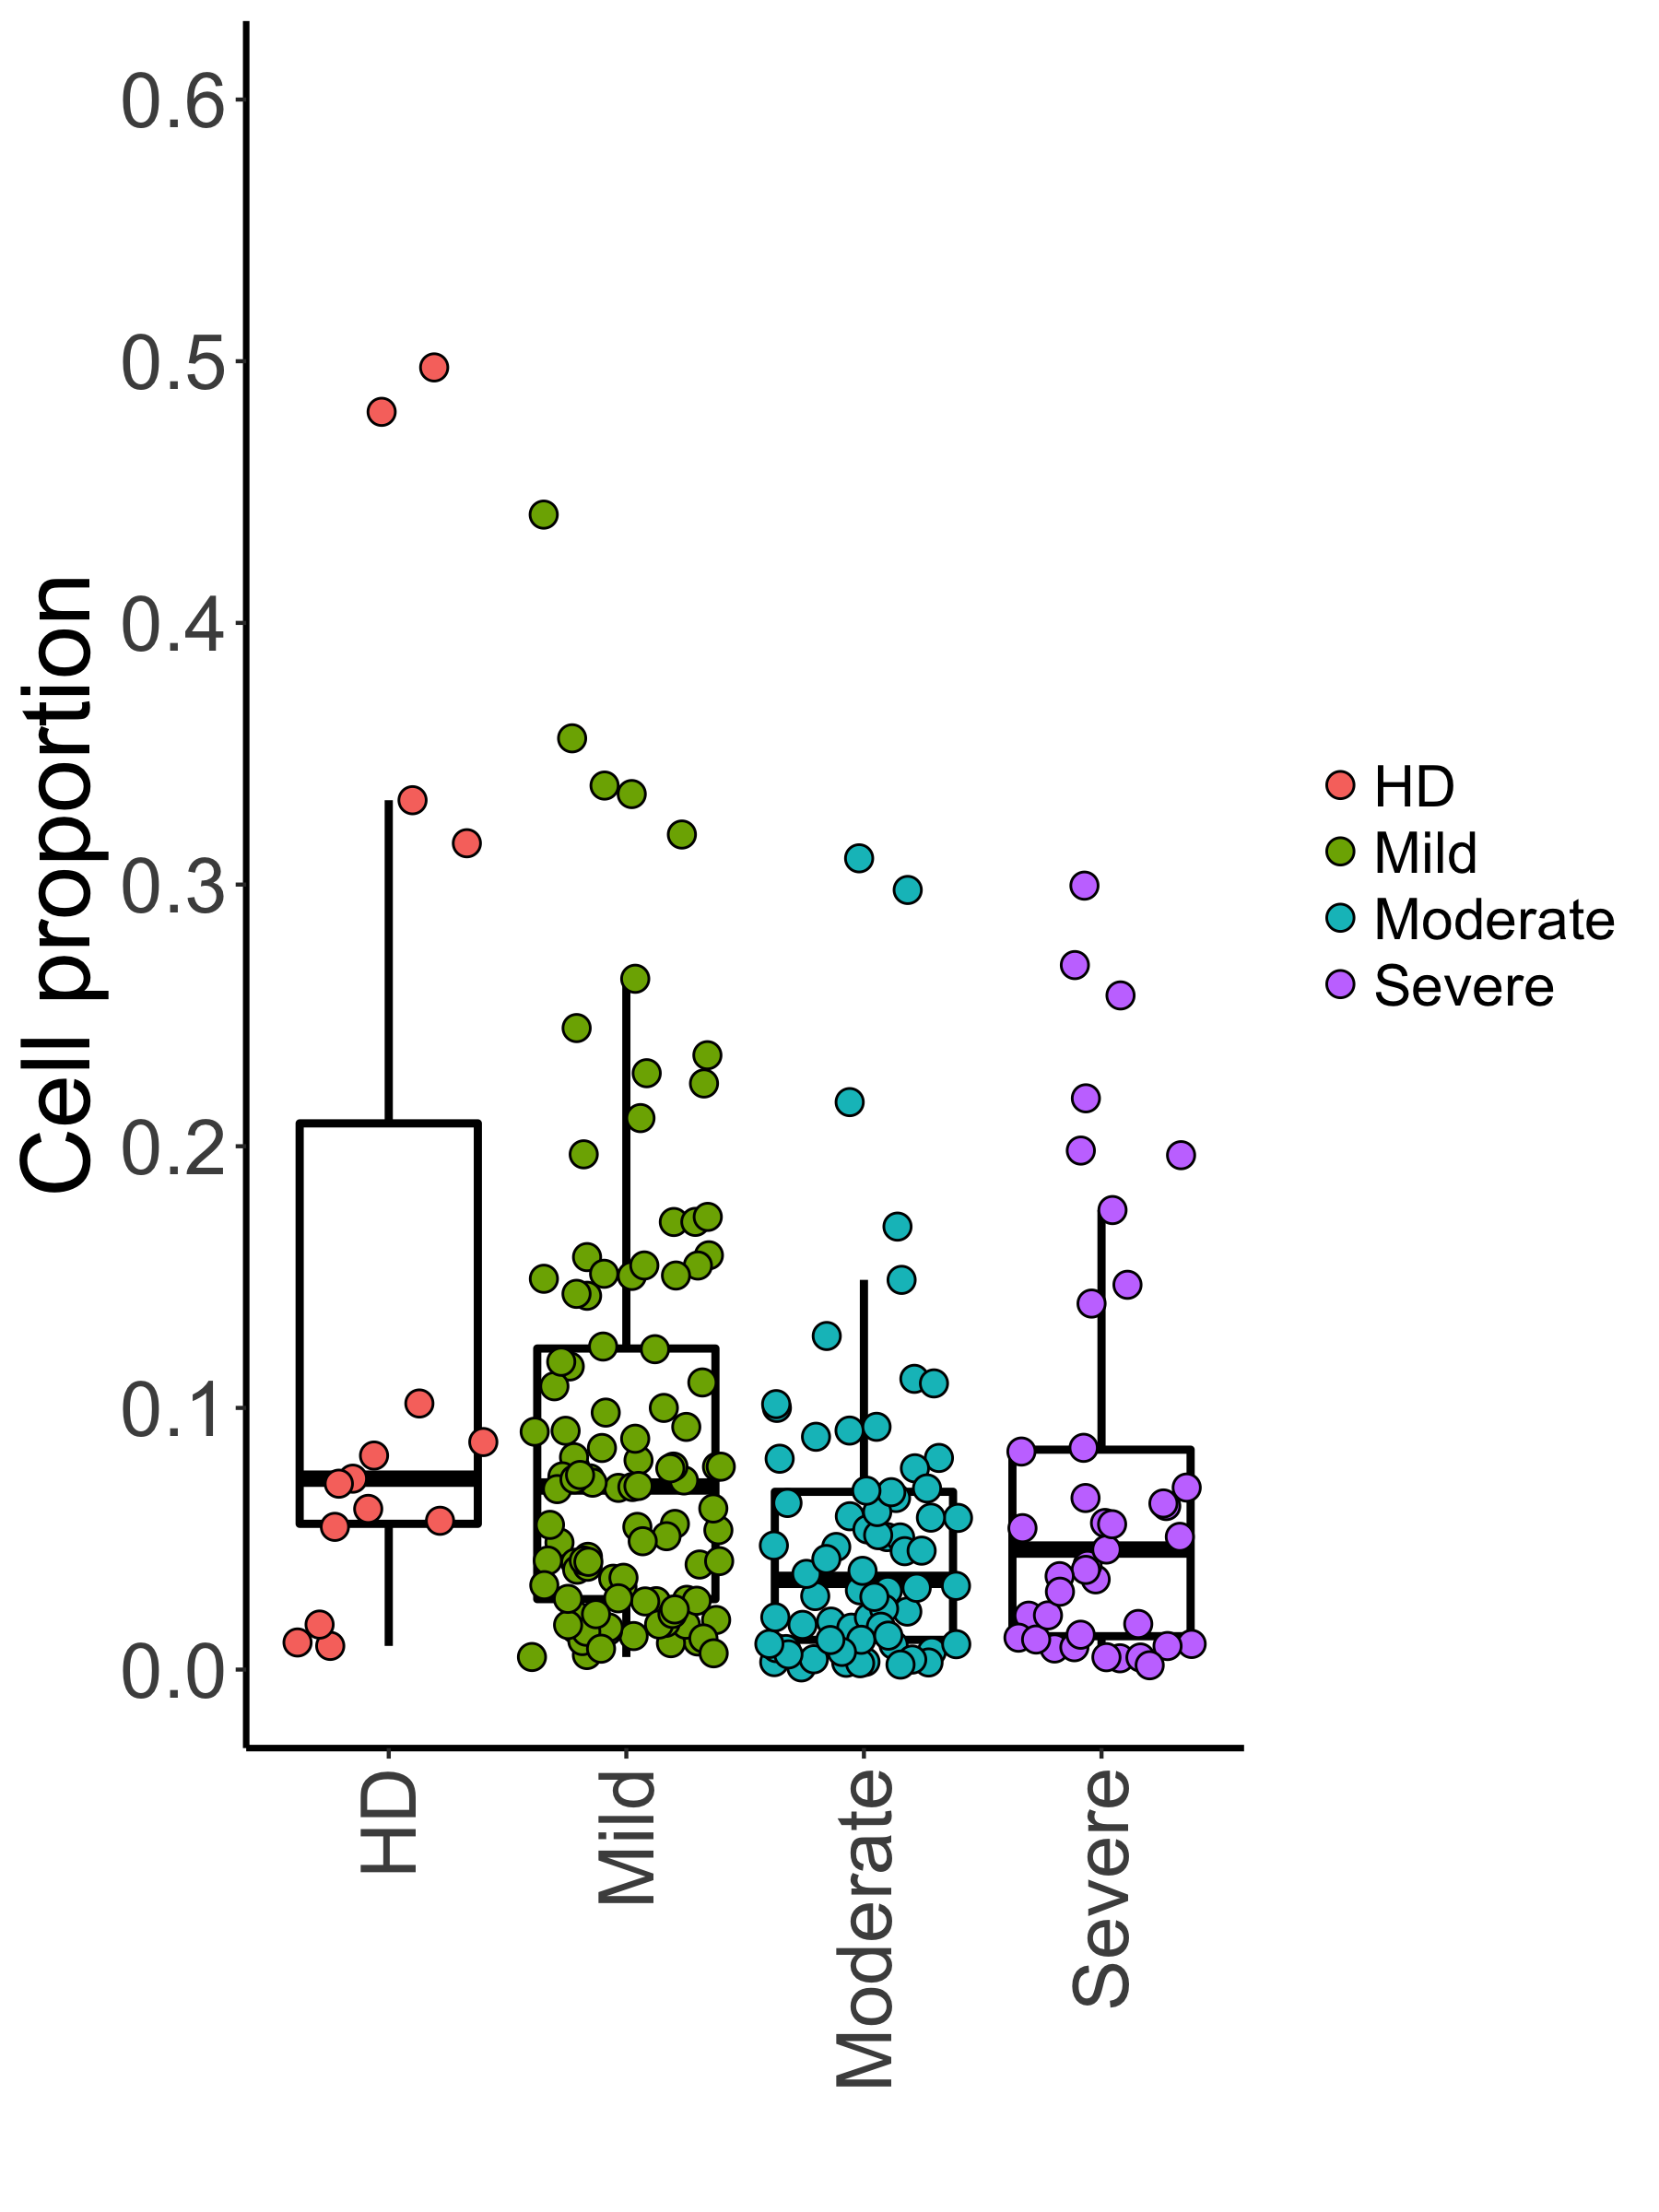 Cell proportion
0.6
0.5
0.4
0.3
0.2
0.1
0.0
HD
Mild
Moderate
Severe
HD
Mild
Moderate
Severe